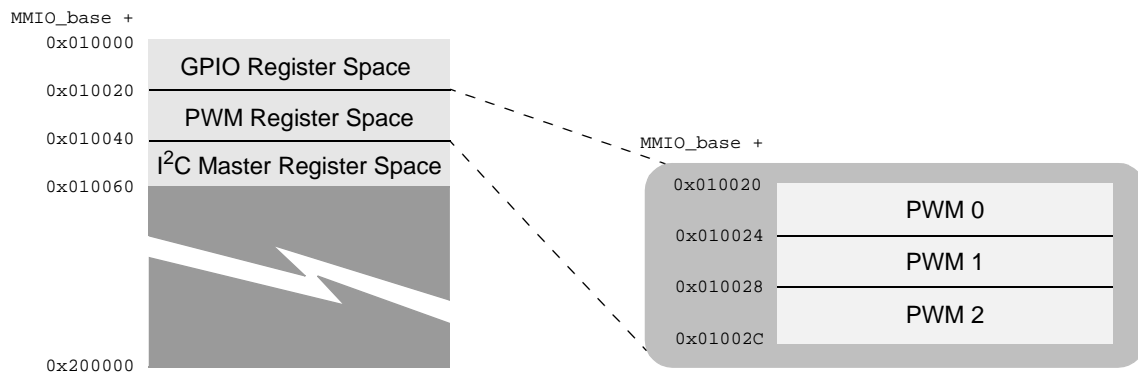 MMIO_base +
0x010000
GPIO Register Space
0x010020
PWM Register Space
0x010040
I²C Master Register Space
0x010060
0x200000
MMIO_base +
0x010020
PWM 0
0x010024
PWM 1
0x010028
PWM 2
0x01002C